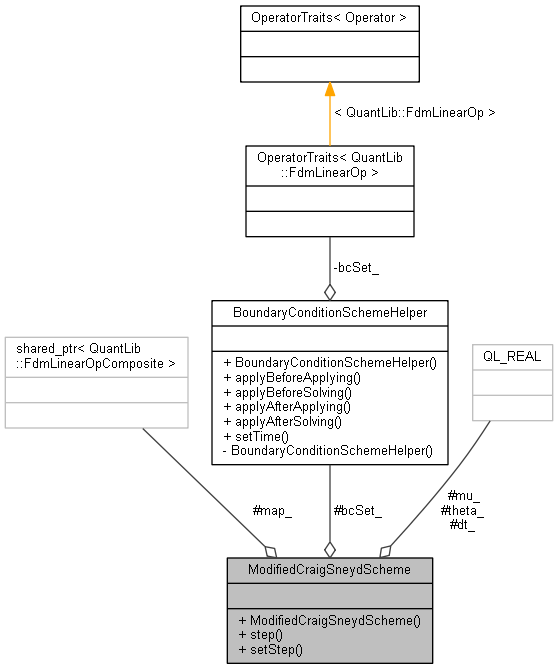 OperatorTraits< Operator >
< QuantLib::FdmLinearOp >
OperatorTraits< QuantLib
::FdmLinearOp >
-bcSet_
BoundaryConditionSchemeHelper
+ BoundaryConditionSchemeHelper()
+ applyBeforeApplying()
+ applyBeforeSolving()
+ applyAfterApplying()
+ applyAfterSolving()
+ setTime()
- BoundaryConditionSchemeHelper()
shared_ptr< QuantLib
::FdmLinearOpComposite >
QL_REAL
#map_
#bcSet_
#mu_
#theta_
#dt_
ModifiedCraigSneydScheme
+ ModifiedCraigSneydScheme()
+ step()
+ setStep()